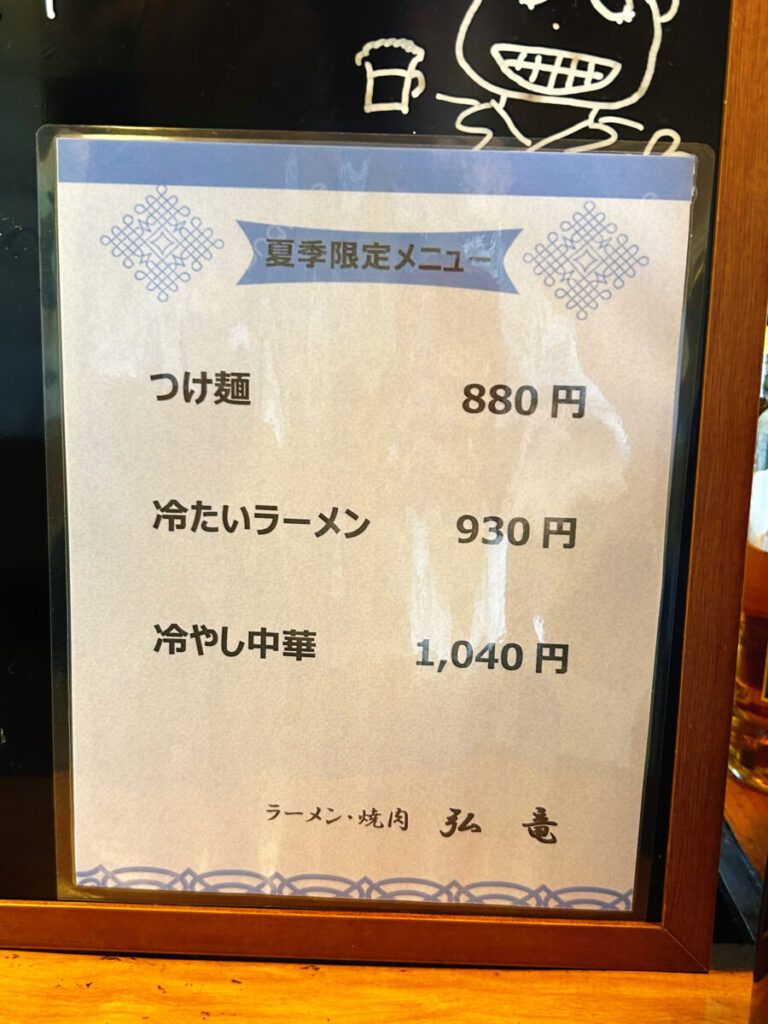 夏季限定メニュー
つけ麺 880 円
冷たいラーメン 930 円
冷やし中華 1,040 円
ラーメン・焼肉 弘 竜